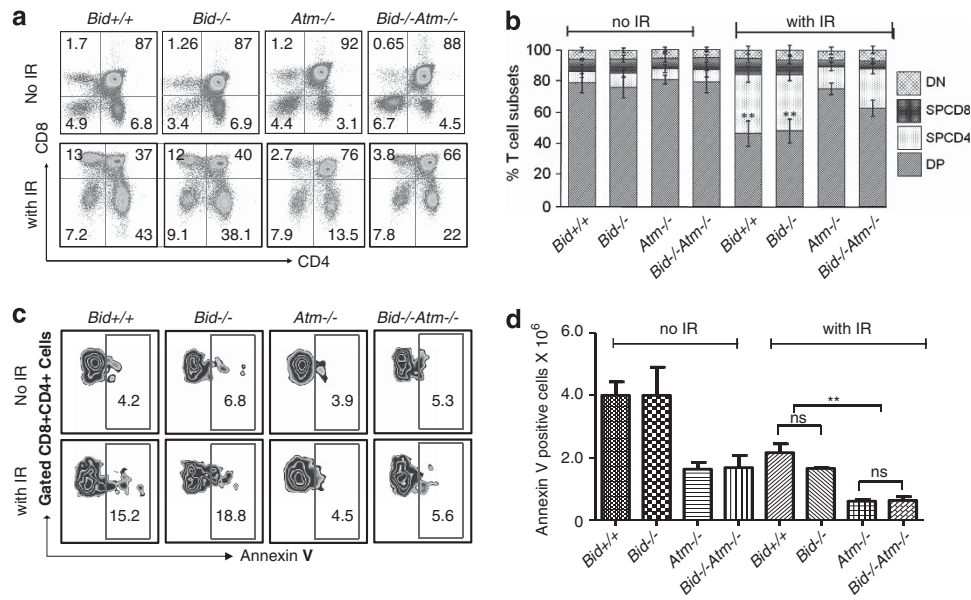 a
Bid+/+ Bid-/- Atm-/- Bid-/-Atm-/-
No IR
1.7 87 1.26 87 1.2 92 0.65 88
4.9 6.8 3.4 6.9 4.4 3.1 6.7 4.5
CD8
with IR
13 37 12 40 2.7 76 3.8 66
7.2 43 9.1 38.1 7.9 13.5 7.8 22
CD4
b
no IR with IR
% T cell subsets
100
80
60
40
20
0
** **
DN
SPCD8
SPCD4
DP
Bid+/+ Bid-/- Atm-/- Bid-/-Atm-/- Bid+/+ Bid-/- Atm-/- Bid-/-Atm-/-
c
Bid+/+ Bid-/- Atm-/- Bid-/-Atm-/-
Gated CD8+CD4+ Cells
No IR
4.2 6.8 3.9 5.3
with IR
15.2 18.8 4.5 5.6
Annexin V
d
no IR with IR
Annexin V positive cells X 10⁶
6.0
4.0
2.0
0
**
ns
ns
Bid+/+ Bid-/- Atm-/- Bid-/-Atm-/- Bid+/+ Bid-/- Atm-/- Bid-/-Atm-/-